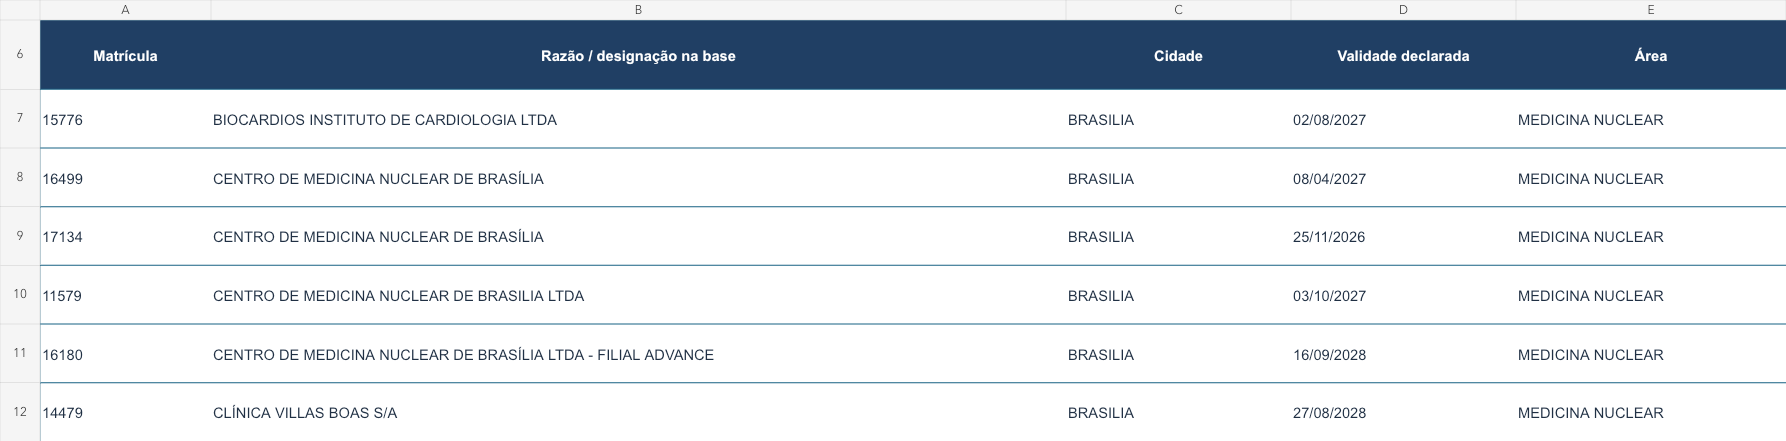 A B C D E
6 Matrícula Razão / designação na base Cidade Validade declarada Área
7 15776 BIOCARDIOS INSTITUTO DE CARDIOLOGIA LTDA BRASILIA 02/08/2027 MEDICINA NUCLEAR
8 16499 CENTRO DE MEDICINA NUCLEAR DE BRASÍLIA BRASILIA 08/04/2027 MEDICINA NUCLEAR
9 17134 CENTRO DE MEDICINA NUCLEAR DE BRASÍLIA BRASILIA 25/11/2026 MEDICINA NUCLEAR
10 11579 CENTRO DE MEDICINA NUCLEAR DE BRASILIA LTDA BRASILIA 03/10/2027 MEDICINA NUCLEAR
11 16180 CENTRO DE MEDICINA NUCLEAR DE BRASÍLIA LTDA - FILIAL ADVANCE BRASILIA 16/09/2028 MEDICINA NUCLEAR
12 14479 CLÍNICA VILLAS BOAS S/A BRASILIA 27/08/2028 MEDICINA NUCLEAR